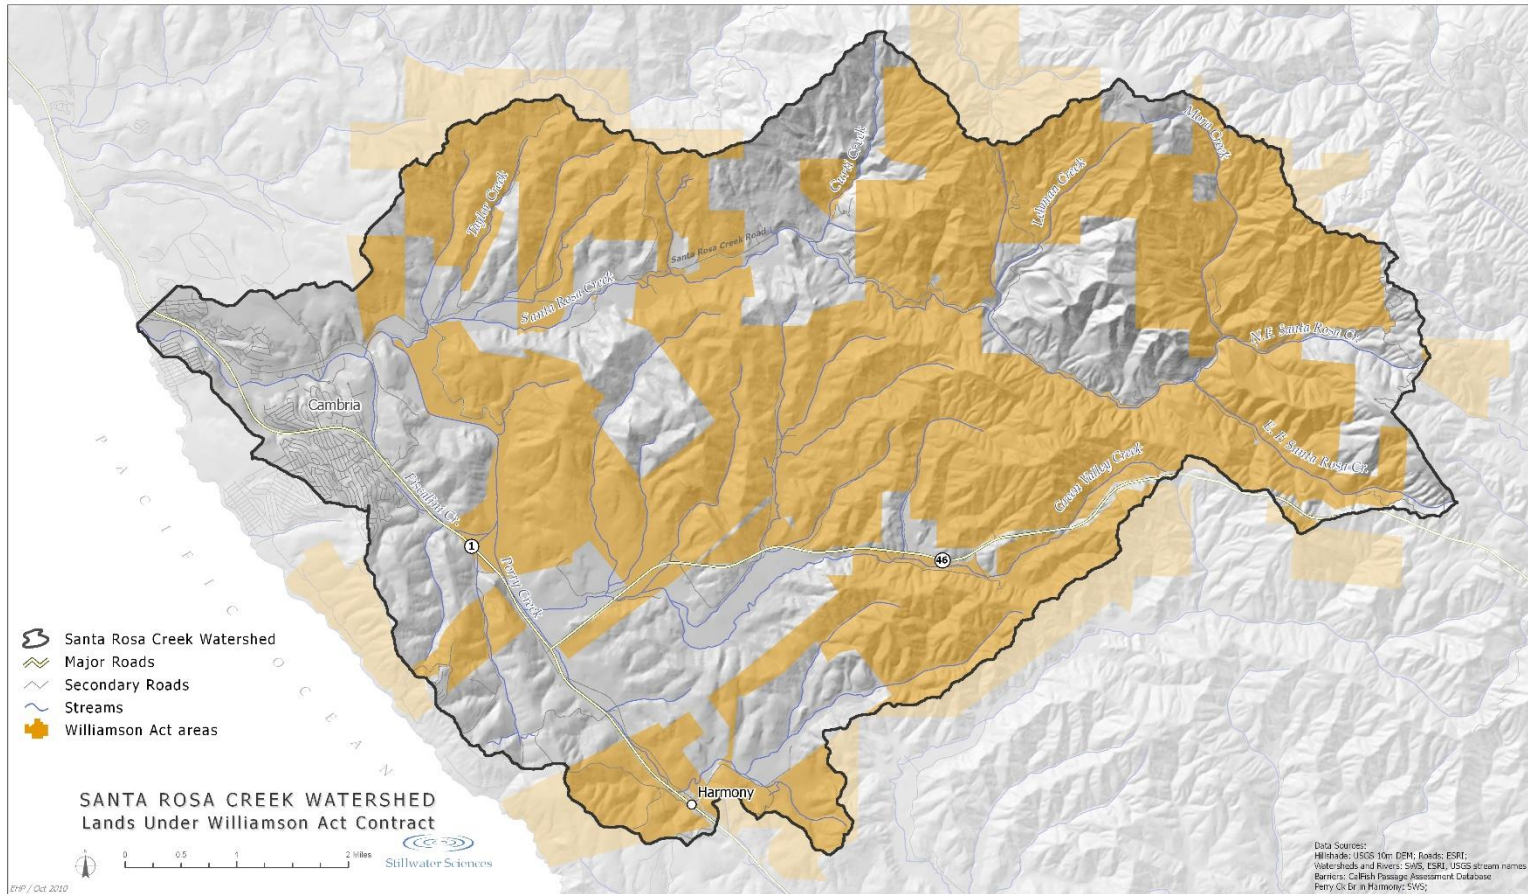 Mora Creek
Curti Creek
Lehman Creek
Taylor Creek
Santa Rosa Creek Road
Santa Rosa Creek
N. F. Santa Rosa Cr.
Cambria
PACIFIC OCEAN
E. F. Santa Rosa Cr.
Green Valley Creek
Fiscalini Cr.
1
46
Perry Creek
Santa Rosa Creek Watershed
Major Roads
Secondary Roads
Streams
Williamson Act areas
Harmony
SANTA ROSA CREEK WATERSHED
Lands Under Williamson Act Contract
Stillwater Sciences
0 0.5 1 2 Miles
Data Sources:
Hillshade: USGS 10m DEM; Roads: ESRI;
Watersheds and Rivers: SWS, ESRI, USGS stream names
Barriers: CalFish Passage Assessment Database
Perry Ck Br in Harmony: SWS;
EHP / Oct 2010